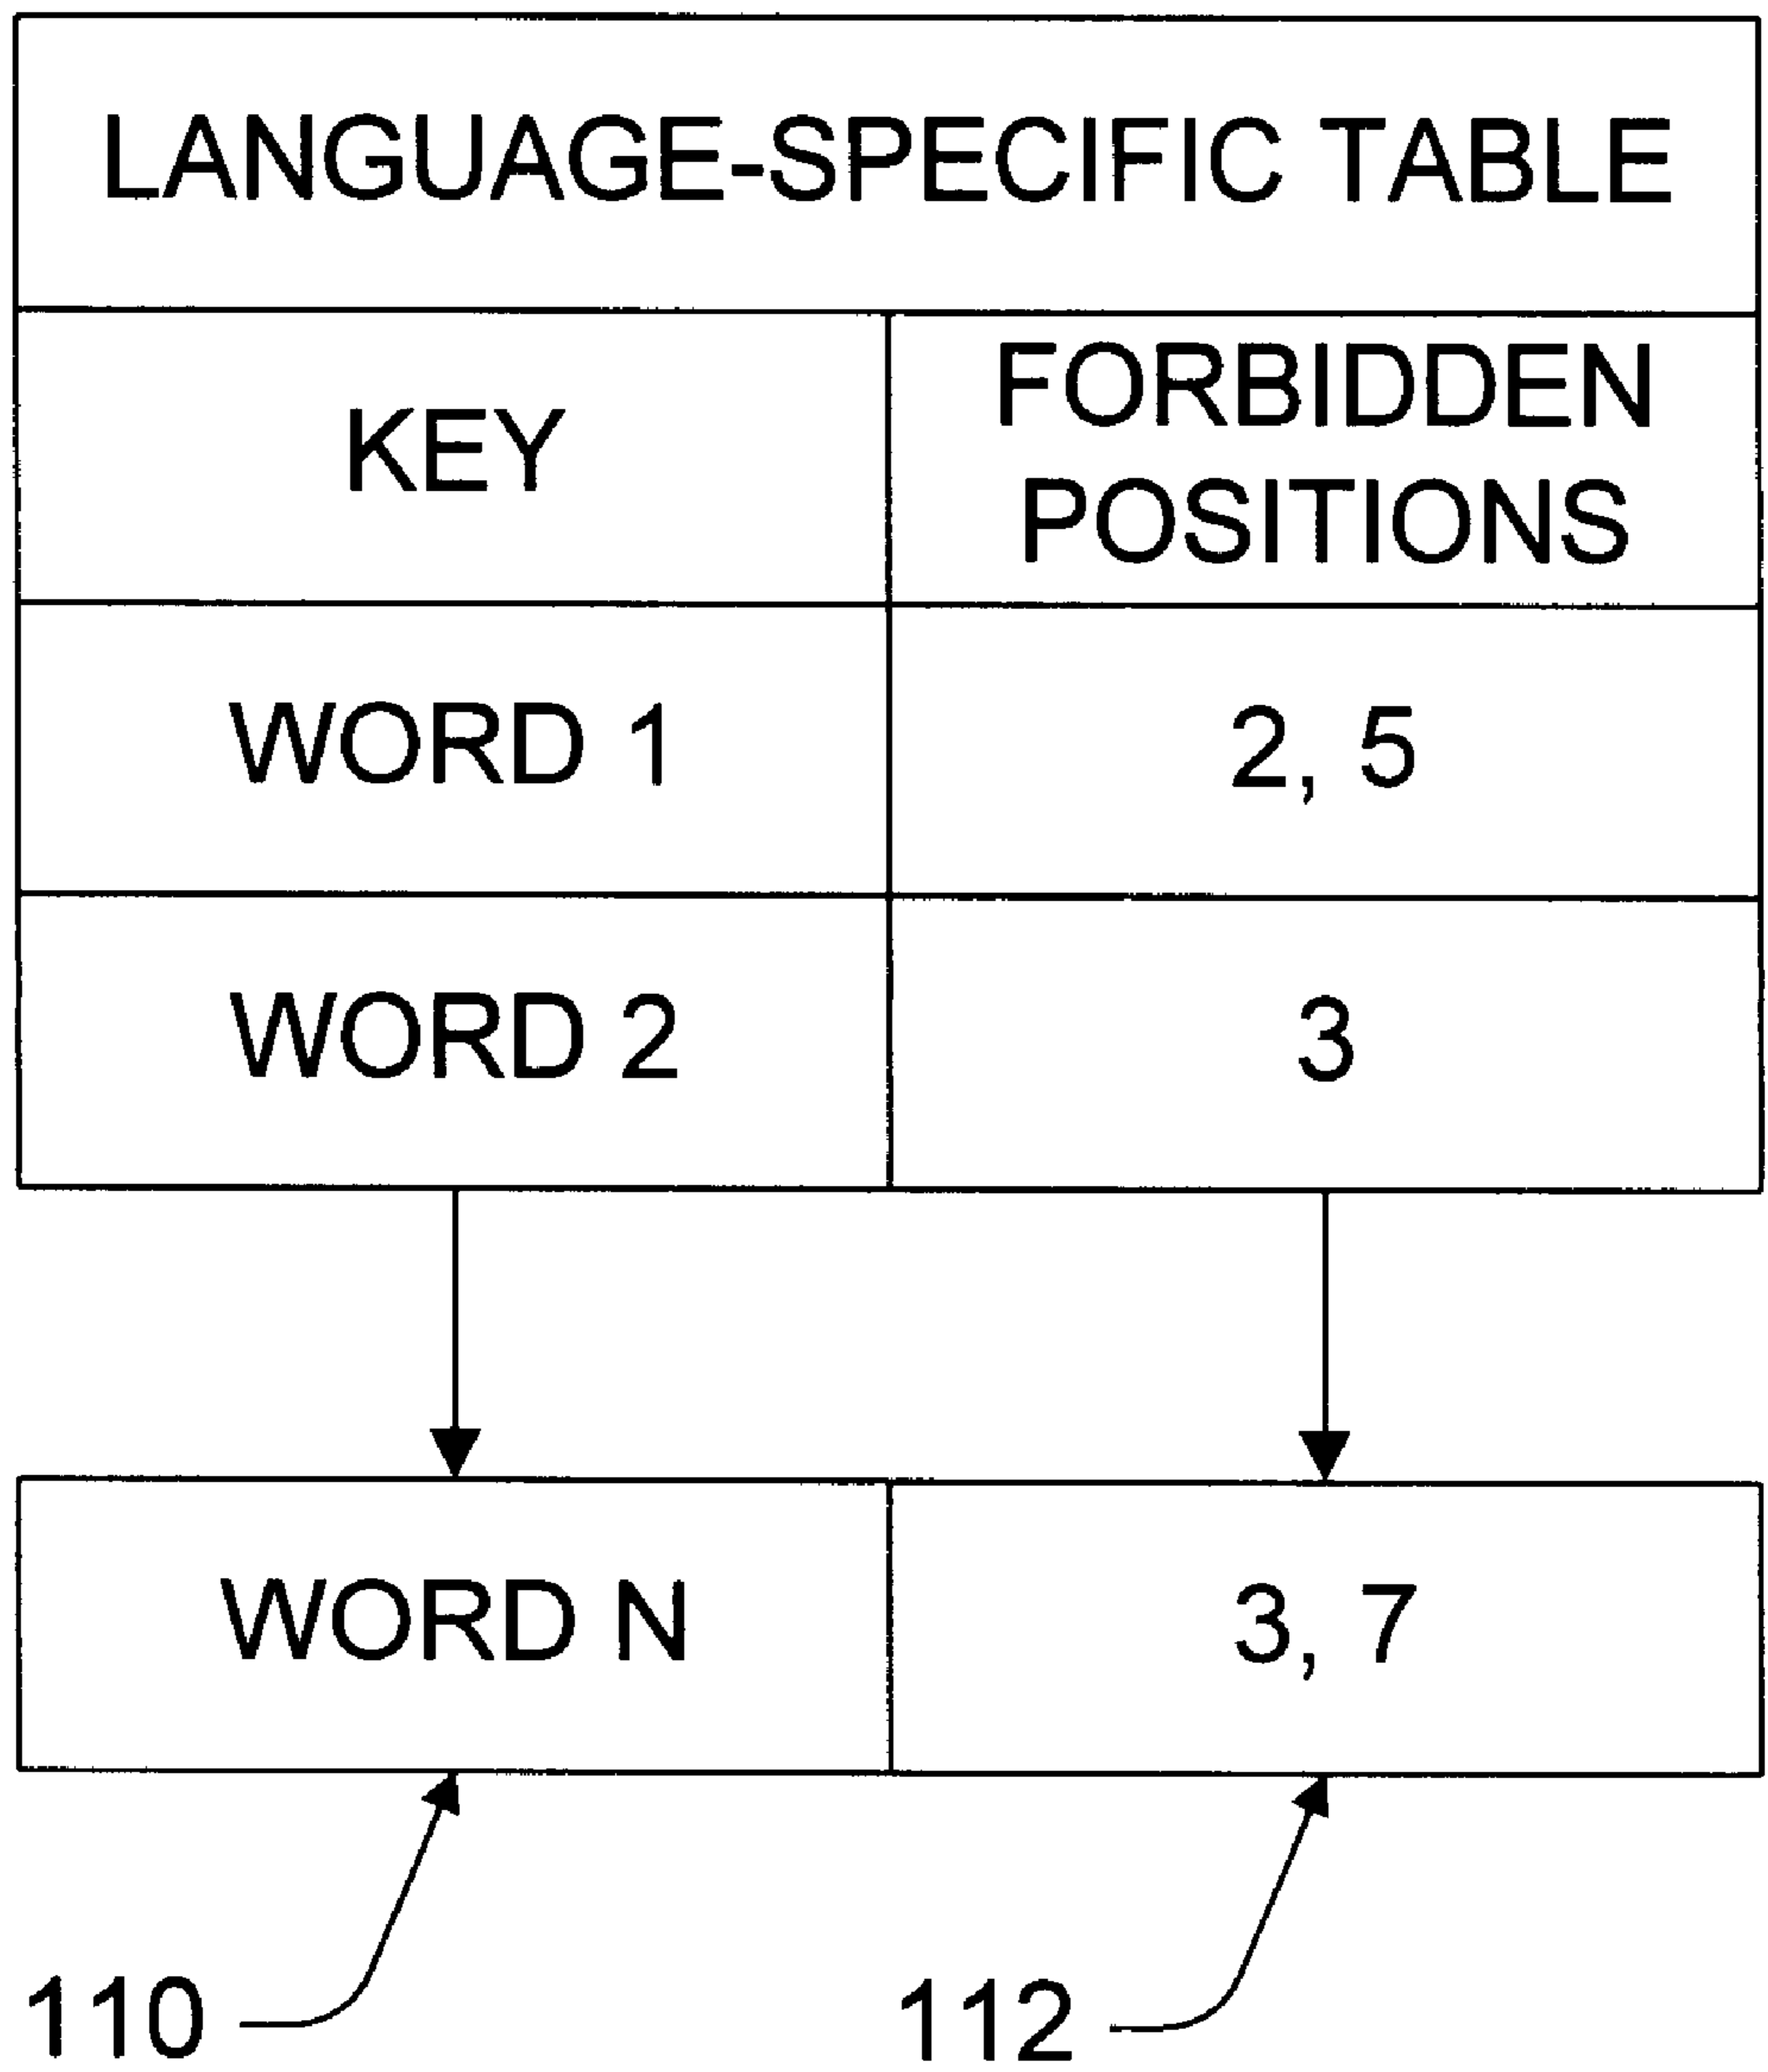 LANGUAGE-SPECIFIC TABLE
KEY
FORBIDDEN
POSITIONS
WORD 1
2, 5
WORD 2
3
WORD N
3, 7
110
112